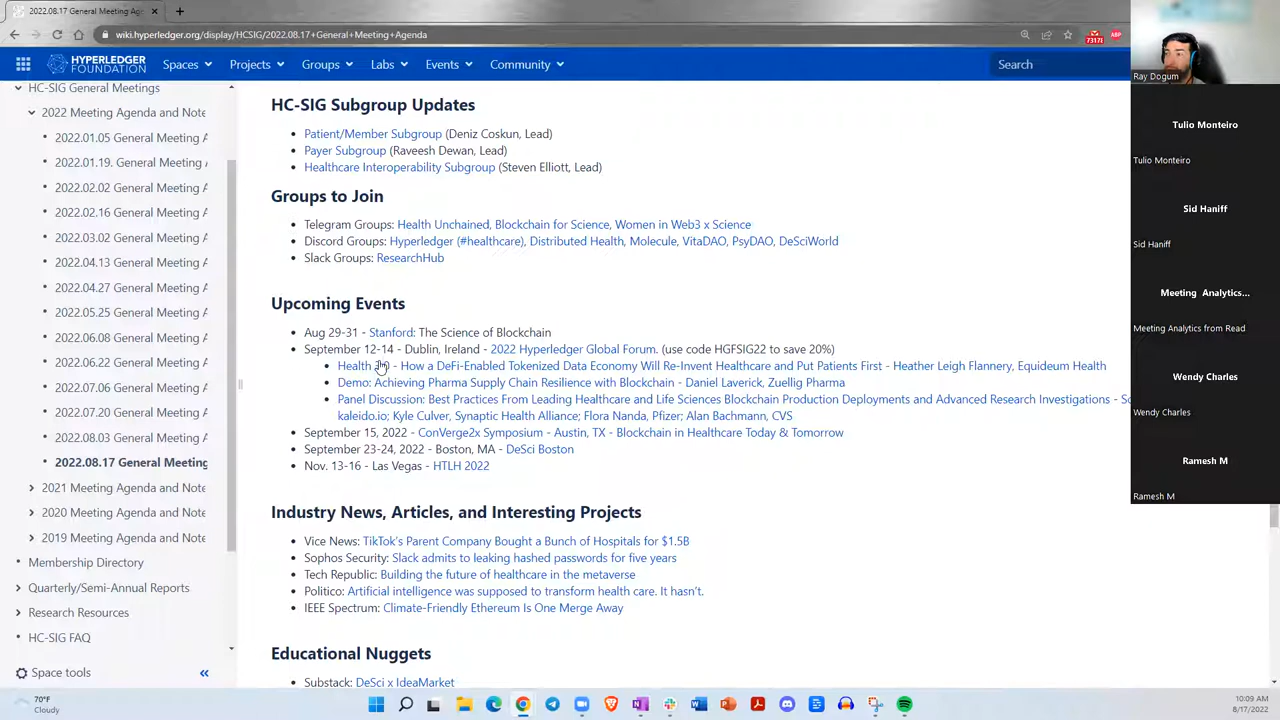 2022.08.17 General Meeting Age
wiki.hyperledger.org/display/HCSIG/2022.08.17+General+Meeting+Agenda
HYPERLEDGER
FOUNDATION
Spaces
Projects
Groups
Labs
Events
Community
Search
HC-SIG General Meetings
2022 Meeting Agenda and Note
2022.01.05 General Meeting A
2022.01.19. General Meeting A
2022.02.02 General Meeting A
2022.02.16 General Meeting A
2022.03.02 General Meeting A
2022.04.13 General Meeting A
2022.04.27 General Meeting A
2022.05.25 General Meeting A
2022.06.08 General Meeting A
2022.06.22 General Meeting A
2022.07.06 General Meeting A
2022.07.20 General Meeting A
2022.08.03 General Meeting A
2022.08.17 General Meeting
2021 Meeting Agenda and Note
2020 Meeting Agenda and Note
2019 Meeting Agenda and Note
Membership Directory
Quarterly/Semi-Annual Reports
Research Resources
HC-SIG FAQ
Space tools
HC-SIG Subgroup Updates
Patient/Member Subgroup (Deniz Coskun, Lead)
Payer Subgroup (Raveesh Dewan, Lead)
Healthcare Interoperability Subgroup (Steven Elliott, Lead)
Groups to Join
Telegram Groups: Health Unchained, Blockchain for Science, Women in Web3 x Science
Discord Groups: Hyperledger (#healthcare), Distributed Health, Molecule, VitaDAO, PsyDAO, DeSciWorld
Slack Groups: ResearchHub
Upcoming Events
Aug 29-31 - Stanford: The Science of Blockchain
September 12-14 - Dublin, Ireland - 2022 Hyperledger Global Forum. (use code HGFSIG22 to save 20%)
Health - How a DeFi-Enabled Tokenized Data Economy Will Re-Invent Healthcare and Put Patients First - Heather Leigh Flannery, Equideum Health
Demo: Achieving Pharma Supply Chain Resilience with Blockchain - Daniel Laverick, Zuellig Pharma
Panel Discussion: Best Practices From Leading Healthcare and Life Sciences Blockchain Production Deployments and Advanced Research Investigations -
kaleido.io; Kyle Culver, Synaptic Health Alliance; Flora Nanda, Pfizer; Alan Bachmann, CVS
September 15, 2022 - ConVerge2x Symposium - Austin, TX - Blockchain in Healthcare Today & Tomorrow
September 23-24, 2022 - Boston, MA - DeSci Boston
Nov. 13-16 - Las Vegas - HTLH 2022
Industry News, Articles, and Interesting Projects
Vice News: TikTok's Parent Company Bought a Bunch of Hospitals for $1.5B
Sophos Security: Slack admits to leaking hashed passwords for five years
Tech Republic: Building the future of healthcare in the metaverse
Politico: Artificial intelligence was supposed to transform health care. It hasn't.
IEEE Spectrum: Climate-Friendly Ethereum Is One Merge Away
Educational Nuggets
Substack: DeSci x IdeaMarket
Ray Dogum
Tulio Monteiro
Tulio Monteiro
Sid Haniff
Sid Haniff
Meeting Analytics...
Meeting Analytics from Read
Wendy Charles
Wendy Charles
Ramesh M
Ramesh M
70°F
Cloudy
10:09 AM
8/17/2022